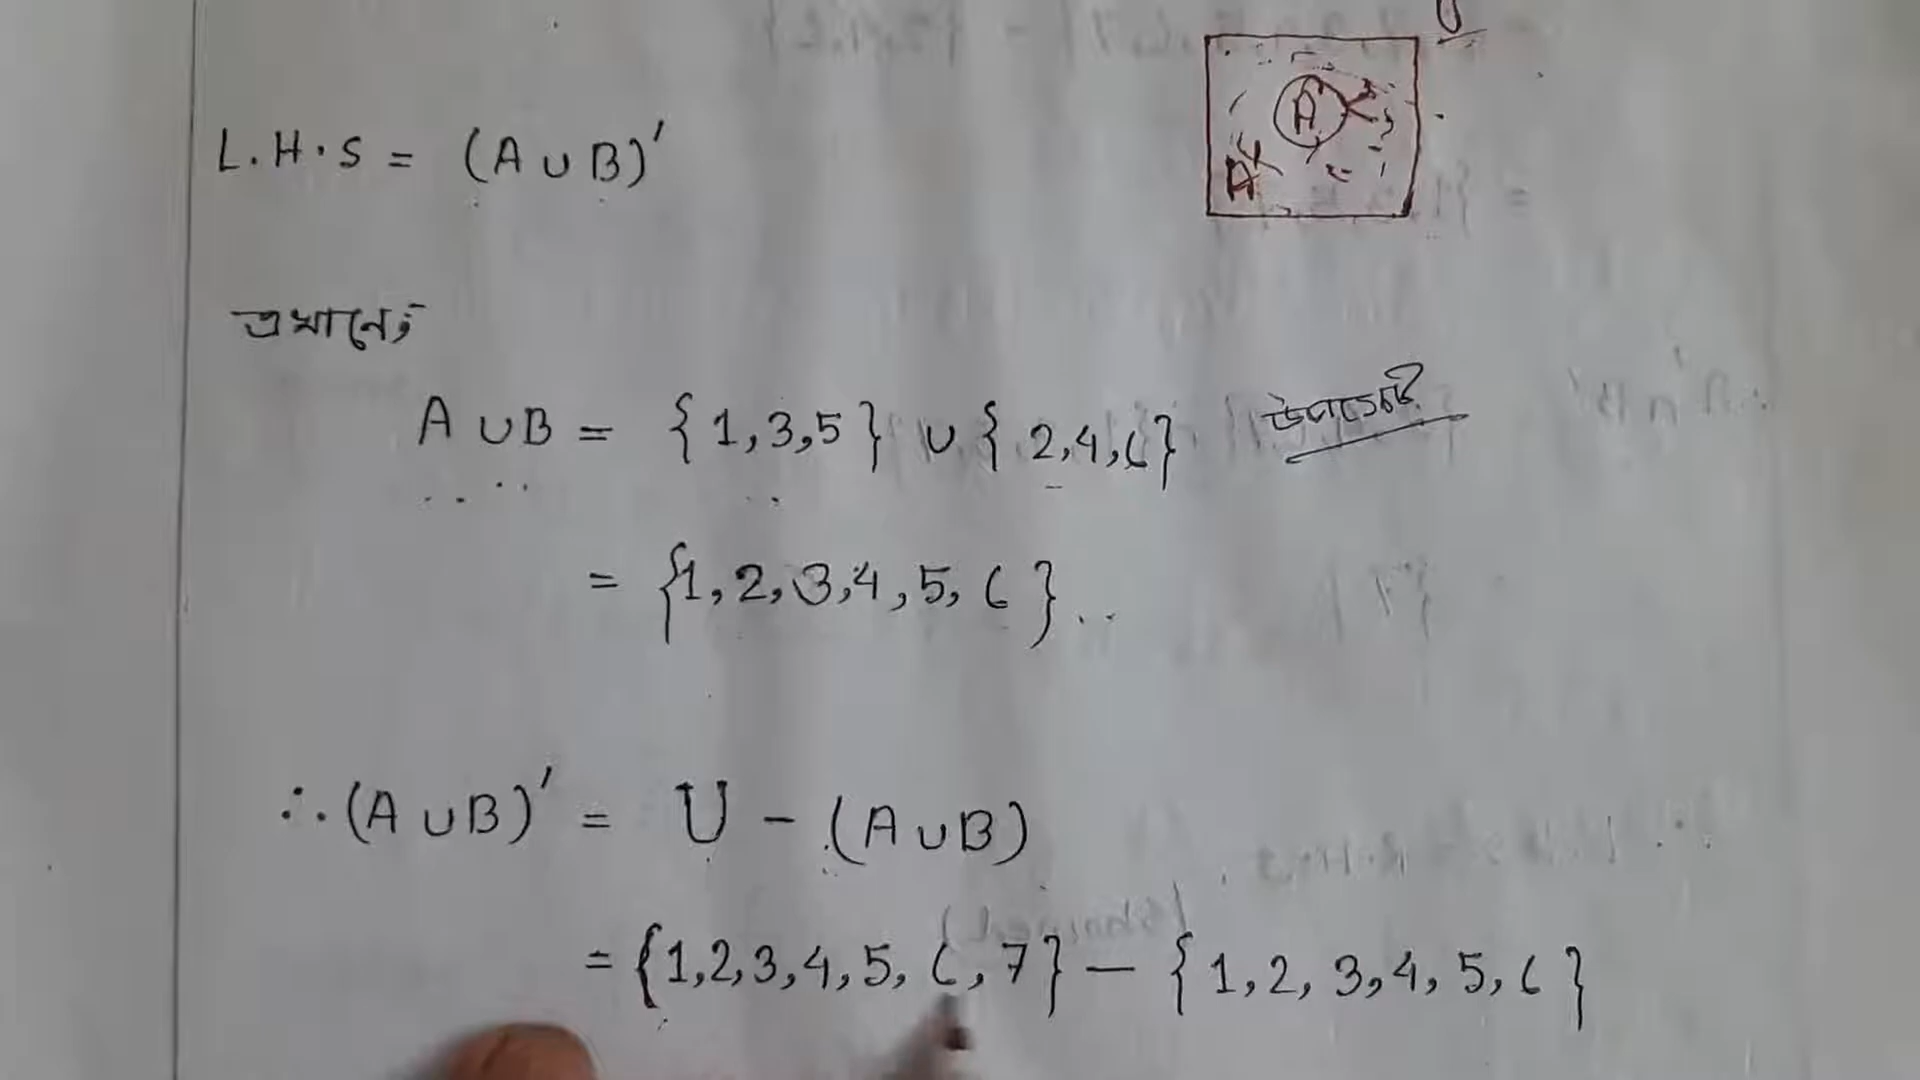 U
A
A'
L.H.S = (A ∪ B)'
এখানে,
A ∪ B = {1,3,5} ∪ {2,4,6}
= {1,2,3,4,5,6}
∴ (A ∪ B)' = U - (A ∪ B)
= {1,2,3,4,5,6,7} - {1,2,3,4,5,6}